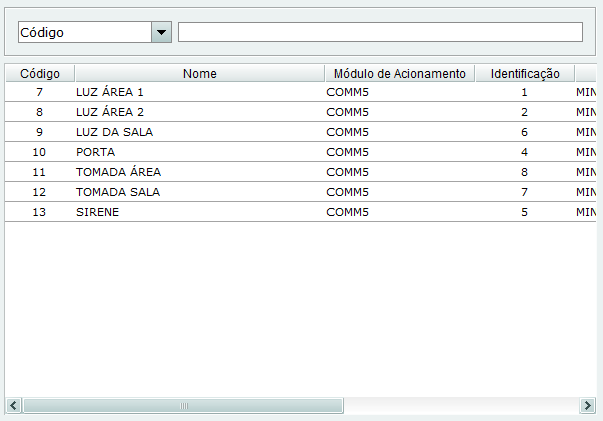 Código
Código Nome Módulo de Acionamento Identificação
7 LUZ ÁREA 1 COMM5 1 MIN
8 LUZ ÁREA 2 COMM5 2 MIN
9 LUZ DA SALA COMM5 6 MIN
10 PORTA COMM5 4 MIN
11 TOMADA ÁREA COMM5 8 MIN
12 TOMADA SALA COMM5 7 MIN
13 SIRENE COMM5 5 MIN